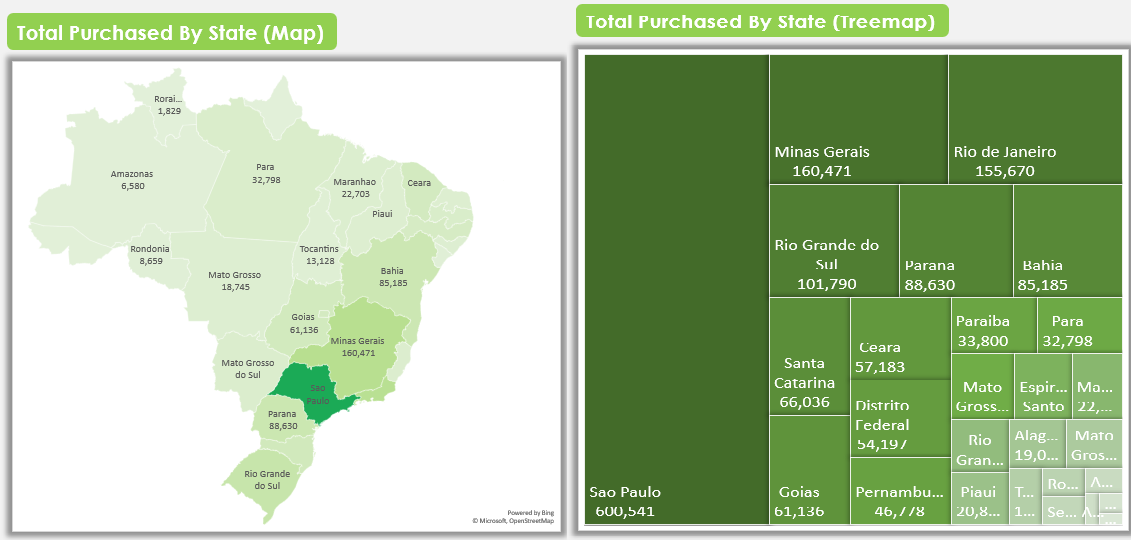 Total Purchased By State (Map)
Rorai...
1,829
Amazonas
6,580
Para
32,798
Maranhao
22,703
Ceara
Piaui
Rondonia
8,659
Tocantins
13,128
Mato Grosso
18,745
Bahia
85,185
Goias
61,136
Minas Gerais
160,471
Mato Grosso
do Sul
Sao
Paulo
Parana
88,630
Rio Grande
do Sul
Powered by Bing
© Microsoft, OpenStreetMap
Total Purchased By State (Treemap)
Sao Paulo
600,541
Minas Gerais
160,471
Rio de Janeiro
155,670
Rio Grande do
Sul
101,790
Parana
88,630
Bahia
85,185
Santa
Catarina
66,036
Goias
61,136
Ceara
57,183
Distrito
Federal
54,197
Pernambu...
46,778
Paraiba
33,800
Para
32,798
Mato
Gross...
Espir...
Santo
Ma...
22,...
Rio
Gran...
Alag...
19,0...
Mato
Gros...
Piaui
20,8...
T...
1...
Ro...
Se...
A...
A...
...
...